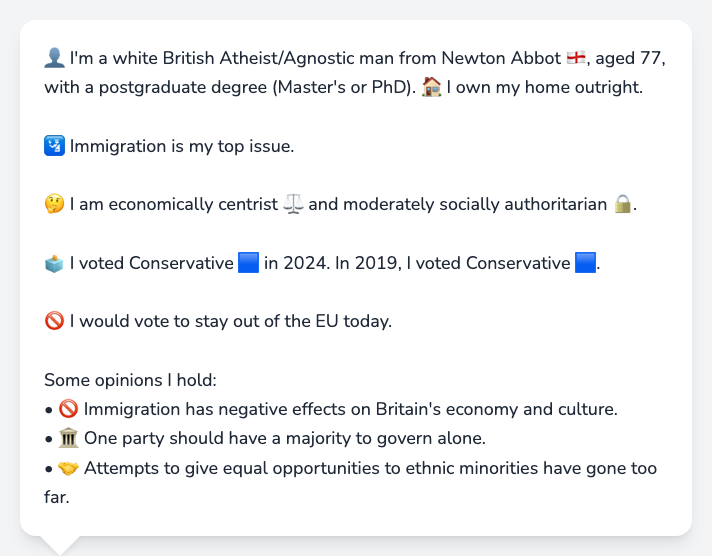 👤 I'm a white British Atheist/Agnostic man from Newton Abbot 🏴󠁧󠁢󠁥󠁮󠁧󠁿, aged 77,
with a postgraduate degree (Master's or PhD). 🏠 I own my home outright.
🛂 Immigration is my top issue.
🤔 I am economically centrist ⚖️ and moderately socially authoritarian 🔒.
🗳️ I voted Conservative 🟦 in 2024. In 2019, I voted Conservative 🟦.
🚫 I would vote to stay out of the EU today.
Some opinions I hold:
• 🚫 Immigration has negative effects on Britain's economy and culture.
• 🏛️ One party should have a majority to govern alone.
• 🤝 Attempts to give equal opportunities to ethnic minorities have gone too
far.